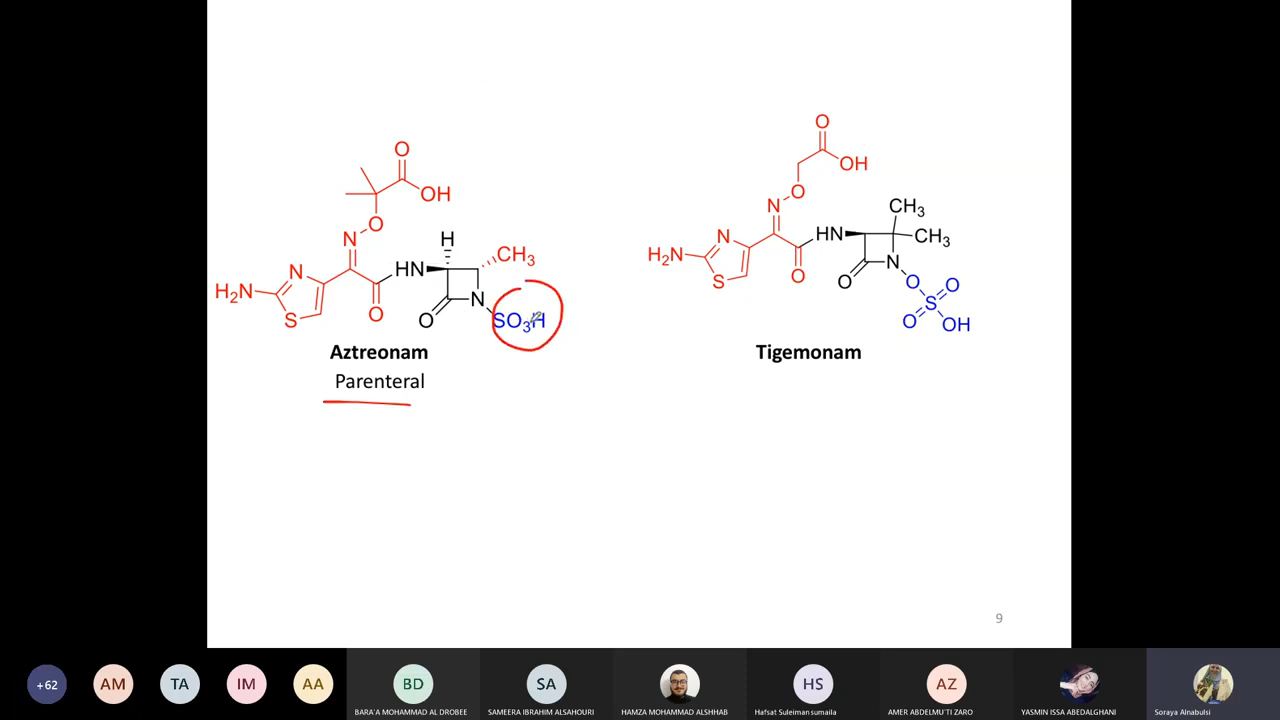 O
OH
O
N
HN
H
CH3
H2N
N
S
O
O
N
SO3H
Aztreonam
Parenteral
O
OH
O
N
HN
CH3
CH3
H2N
N
S
O
O
N
O
O
S
O
OH
Tigemonam
9
+62
AM
TA
IM
AA
BD
SA
HS
AZ
BARA'A MOHAMMAD AL DROBEE
SAMEERA IBRAHIM ALSAHOURI
HAMZA MOHAMMAD ALSHHAB
Hafsat Suleiman sumaila
AMER ABDELMU'TI ZARO
YASMIN ISSA ABEDALGHANI
Soraya Alnabulsi